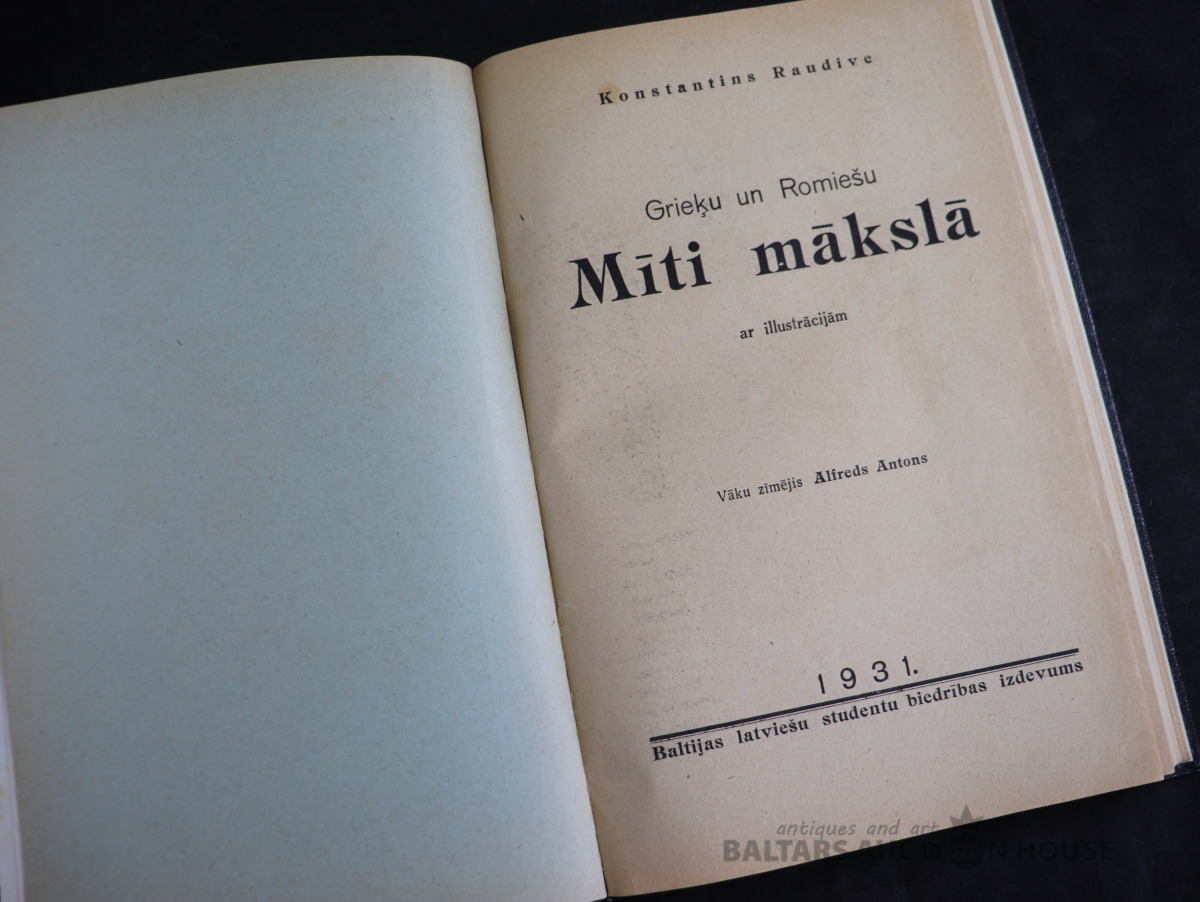 Konstantins Raudive
Grieķu un Romiešu
Mīti mākslā
ar illustrācijām
Vāku zīmējis Alfreds Antons
1931.
Baltijas latviešu studentu biedrības izdevums
antiques and art
BALTARS AUCTION HOUSE